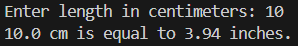 Enter length in centimeters: 10
10.0 cm is equal to 3.94 inches.